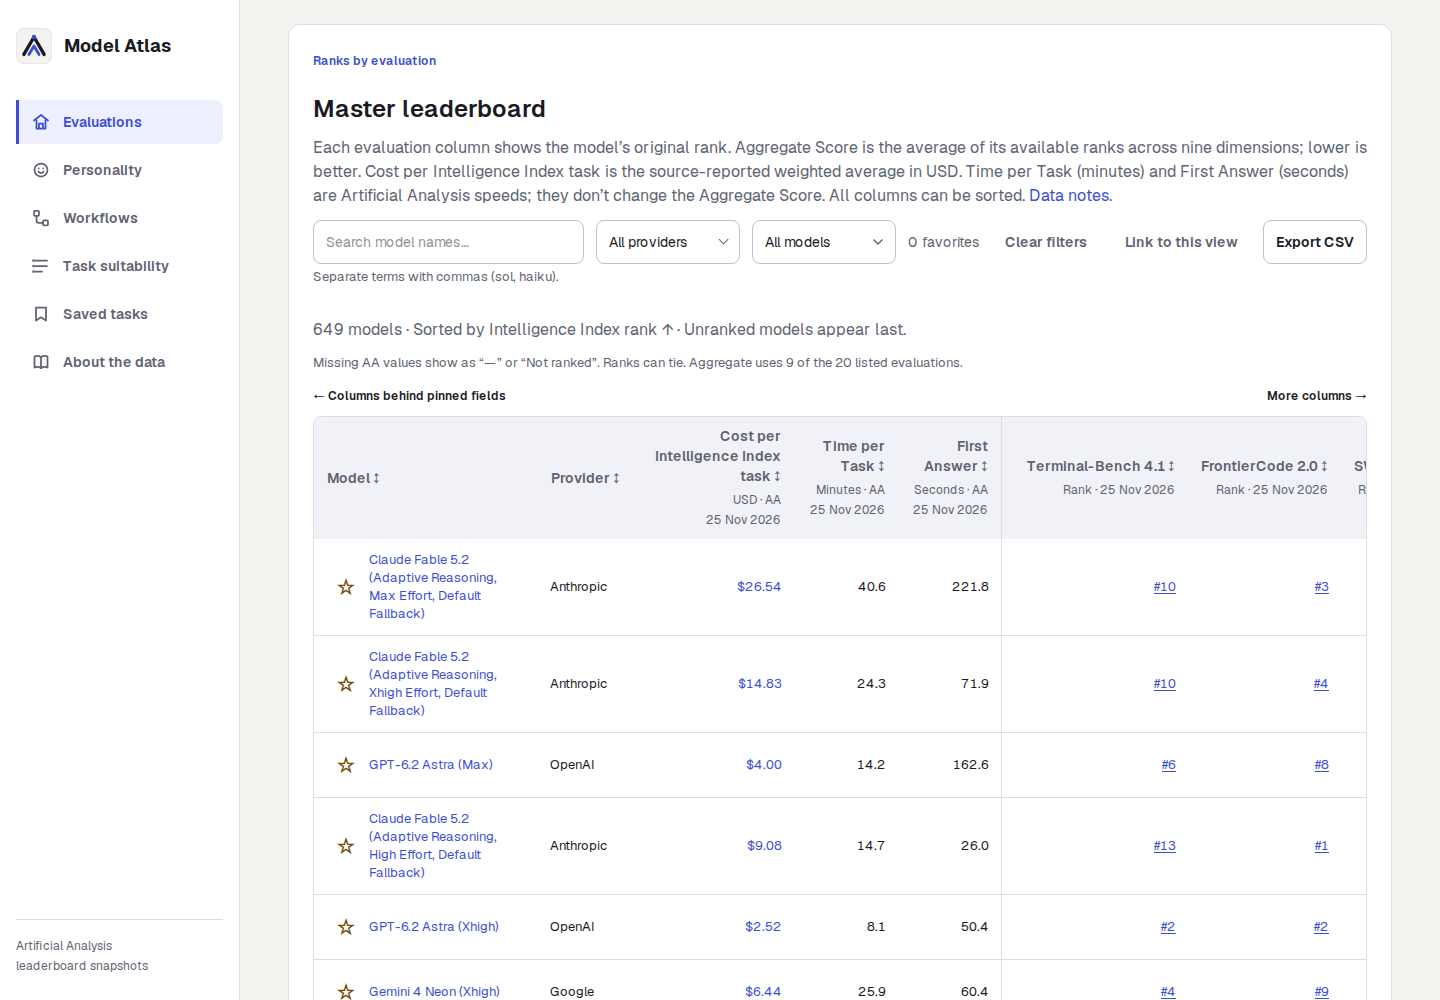 Model Atlas
Evaluations
Personality
Workflows
Task suitability
Saved tasks
About the data
Artificial Analysis
leaderboard snapshots
Ranks by evaluation
Master leaderboard
Each evaluation column shows the model’s original rank. Aggregate Score is the average of its available ranks across nine dimensions; lower is
better. Cost per Intelligence Index task is the source-reported weighted average in USD. Time per Task (minutes) and First Answer (seconds)
are Artificial Analysis speeds; they don’t change the Aggregate Score. All columns can be sorted. Data notes.
Search model names… All providers All models 0 favorites Clear filters Link to this view Export CSV
Separate terms with commas (sol, haiku).
649 models · Sorted by Intelligence Index rank ↑ · Unranked models appear last.
Missing AA values show as “—” or “Not ranked”. Ranks can tie. Aggregate uses 9 of the 20 listed evaluations.
← Columns behind pinned fields More columns →
Model ↕
Provider ↕
Cost per
Intelligence Index
task ↕
USD · AA
25 Nov 2026
Time per
Task ↕
Minutes · AA
25 Nov 2026
First
Answer ↕
Seconds · AA
25 Nov 2026
Terminal-Bench 4.1 ↕
Rank · 25 Nov 2026
FrontierCode 2.0 ↕
Rank · 25 Nov 2026
Claude Fable 5.2
(Adaptive Reasoning,
Max Effort, Default
Fallback)
Anthropic $26.54 40.6 221.8 #10 #3
Claude Fable 5.2
(Adaptive Reasoning,
Xhigh Effort, Default
Fallback)
Anthropic $14.83 24.3 71.9 #10 #4
GPT-6.2 Astra (Max) OpenAI $4.00 14.2 162.6 #6 #8
Claude Fable 5.2
(Adaptive Reasoning,
High Effort, Default
Fallback)
Anthropic $9.08 14.7 26.0 #13 #1
GPT-6.2 Astra (Xhigh) OpenAI $2.52 8.1 50.4 #2 #2
Gemini 4 Neon (Xhigh) Google $6.44 25.9 60.4 #4 #9